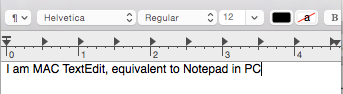 ¶ Helvetica Regular 12 a B
0 1 2 3 4
I am MAC TextEdit, equivalent to Notepad in PC